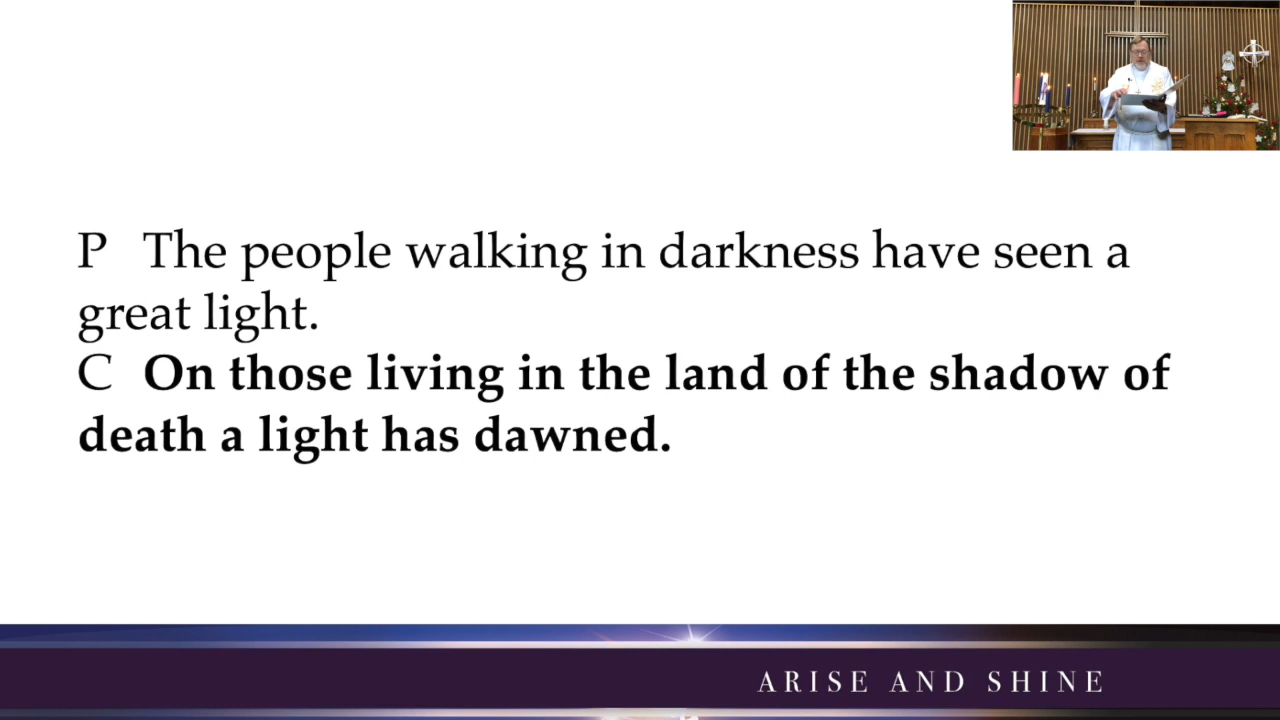 P The people walking in darkness have seen a
great light.
C On those living in the land of the shadow of
death a light has dawned.
ARISE AND SHINE